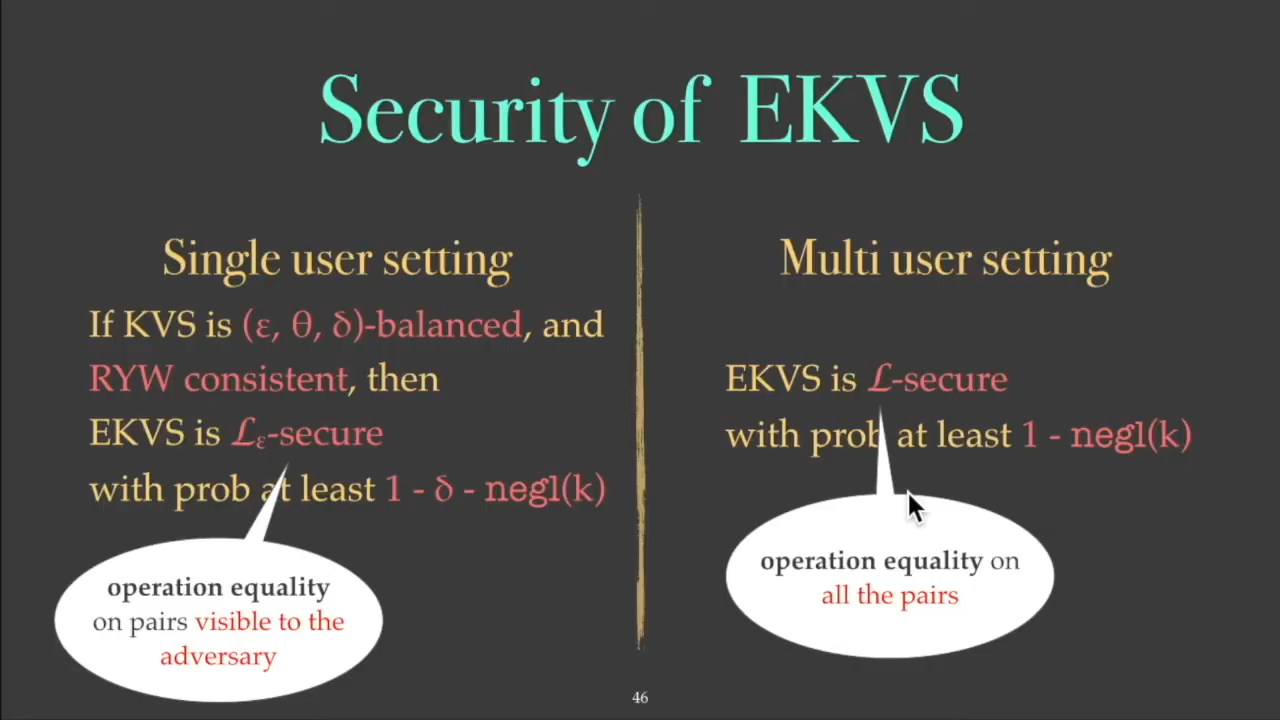 Security of EKVS
Single user setting
If KVS is (ε, θ, δ)-balanced, and
RYW consistent, then
EKVS is ℒε-secure
with prob at least 1 - δ - negl(k)
operation equality
on pairs visible to the
adversary
Multi user setting
EKVS is ℒ-secure
with prob at least 1 - negl(k)
operation equality on
all the pairs
46